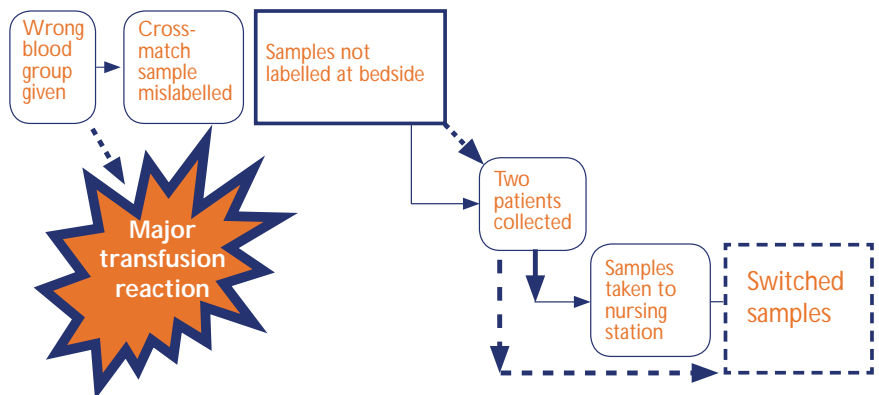 Wrong
blood
group
given
Cross-
match
sample
mislabelled
Samples not
labelled at bedside
Major
transfusion
reaction
Two
patients
collected
Samples
taken to
nursing
station
Switched
samples